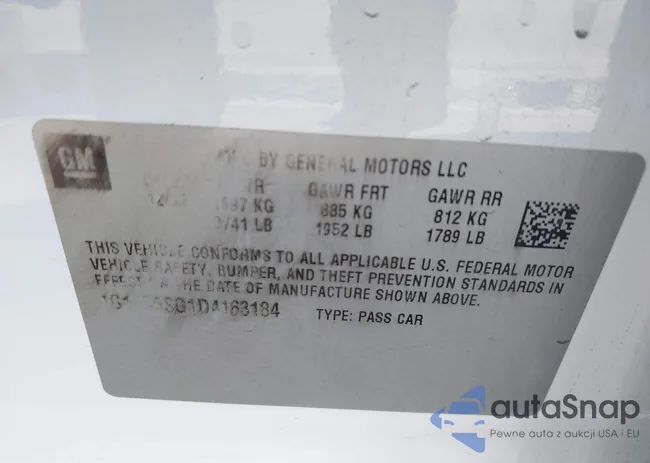 GM
BY GENERAL MOTORS LLC
GAWR FRT GAWR RR
KG 885 KG 812 KG
LB 1952 LB 1789 LB
THIS VEHICLE CONFORMS TO ALL APPLICABLE U.S. FEDERAL MOTOR
VEHICLE SAFETY, BUMPER, AND THEFT PREVENTION STANDARDS IN
EFFECT THE DATE OF MANUFACTURE SHOWN ABOVE.
TYPE: PASS CAR
autoSnap
Pewne auta z aukcji USA i EU